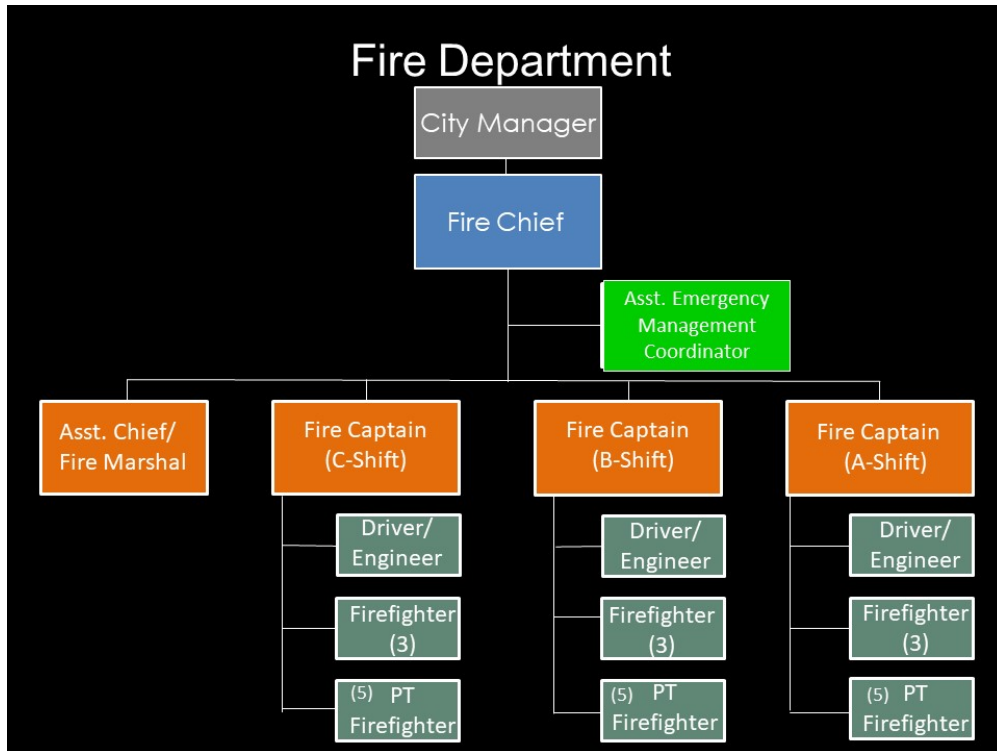 Fire Department
City Manager
Fire Chief
Asst. Emergency
Management
Coordinator
Asst. Chief/
Fire Marshal
Fire Captain
(C-Shift)
Fire Captain
(B-Shift)
Fire Captain
(A-Shift)
Driver/
Engineer
Driver/
Engineer
Driver/
Engineer
Firefighter
(3)
Firefighter
(3)
Firefighter
(3)
(5) PT
Firefighter
(5) PT
Firefighter
(5) PT
Firefighter